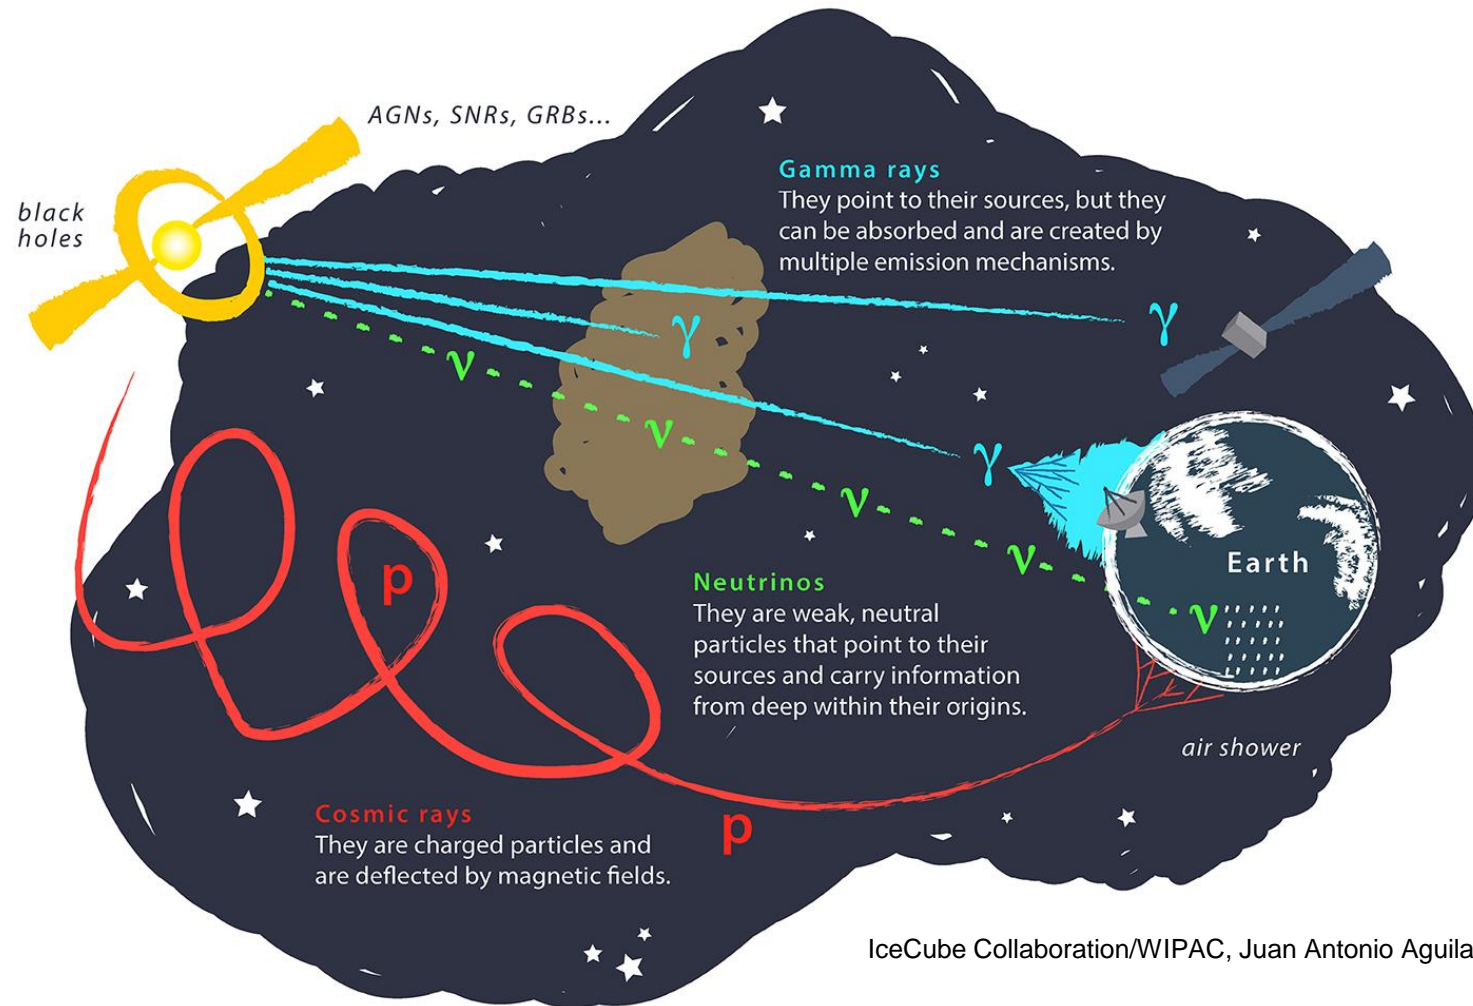 AGNs, SNRs, GRBs...
black
holes
Gamma rays
They point to their sources, but they
can be absorbed and are created by
multiple emission mechanisms.
γ
γ
ν
ν
γ
ν
ν
Earth
ν
p
Neutrinos
They are weak, neutral
particles that point to their
sources and carry information
from deep within their origins.
air shower
Cosmic rays
They are charged particles and
are deflected by magnetic fields.
p
IceCube Collaboration/WIPAC, Juan Antonio Aguila